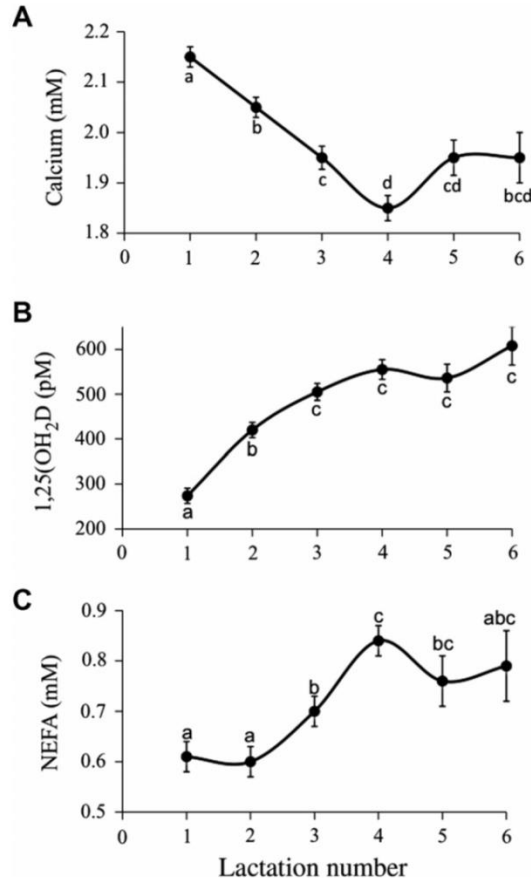 A
Calcium (mM)
2.2
2.1
2.0
1.9
1.8
a
b
c
d
cd
bcd
0 1 2 3 4 5 6
B
1,25(OH₂D (pM)
600
500
400
300
200
a
b
c
c
c
c
0 1 2 3 4 5 6
C
NEFA (mM)
0.9
0.8
0.7
0.6
0.5
a
a
b
c
bc
abc
0 1 2 3 4 5 6
Lactation number